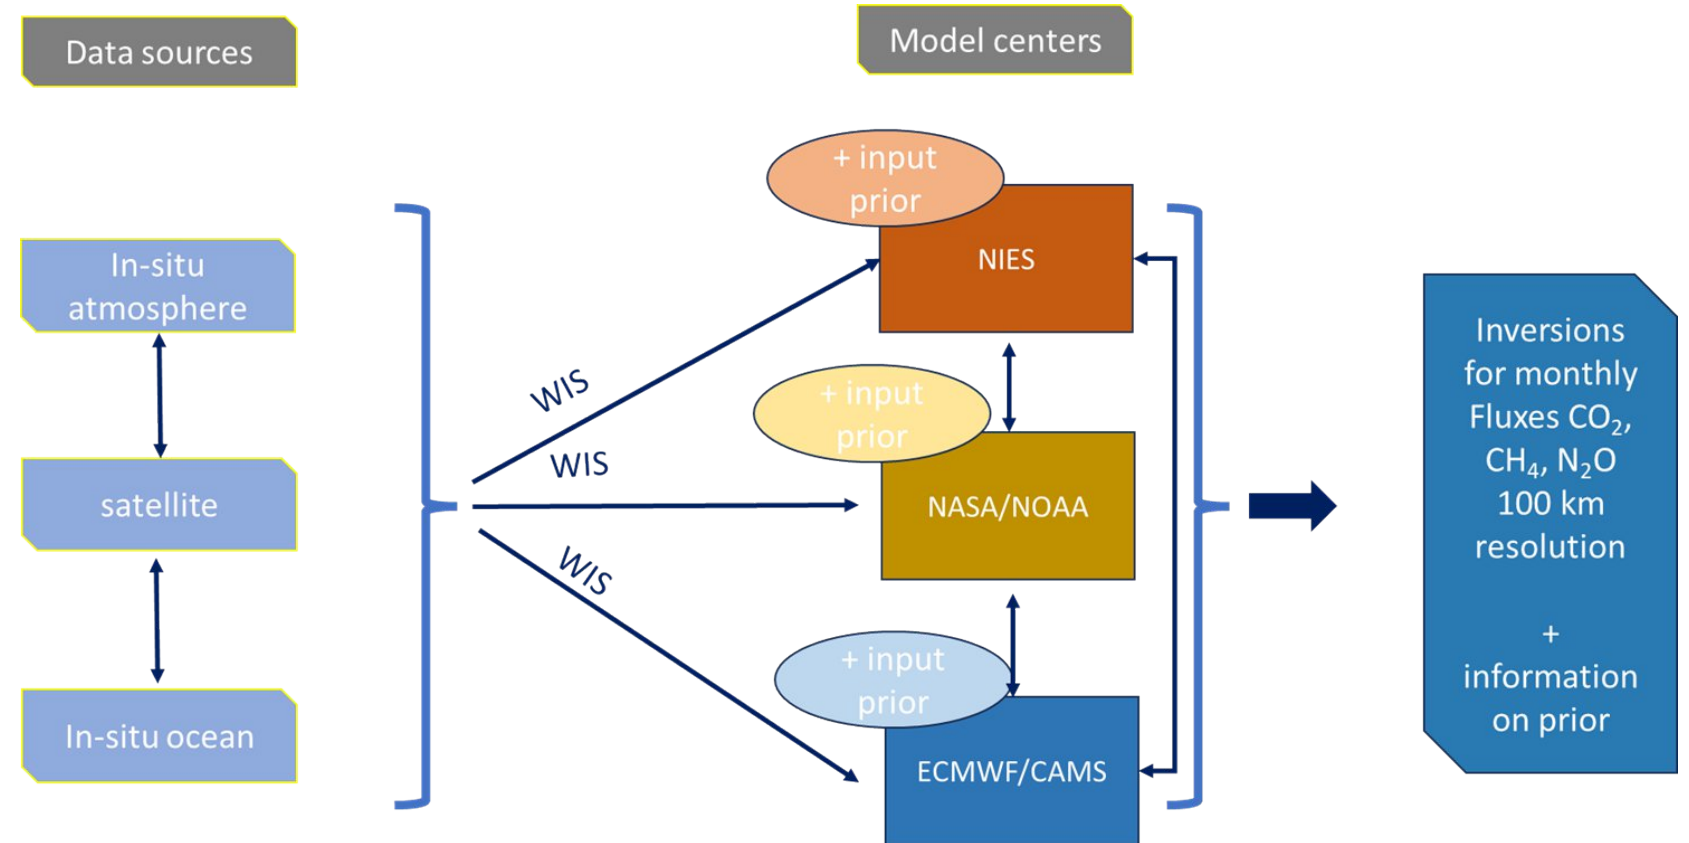 Data sources
Model centers
In-situ
atmosphere
satellite
In-situ ocean
WIS
WIS
WIS
+ input
prior
NIES
+ input
prior
NASA/NOAA
+ input
prior
ECMWF/CAMS
Inversions
for monthly
Fluxes CO₂,
CH₄, N₂O
100 km
resolution
+
information
on prior